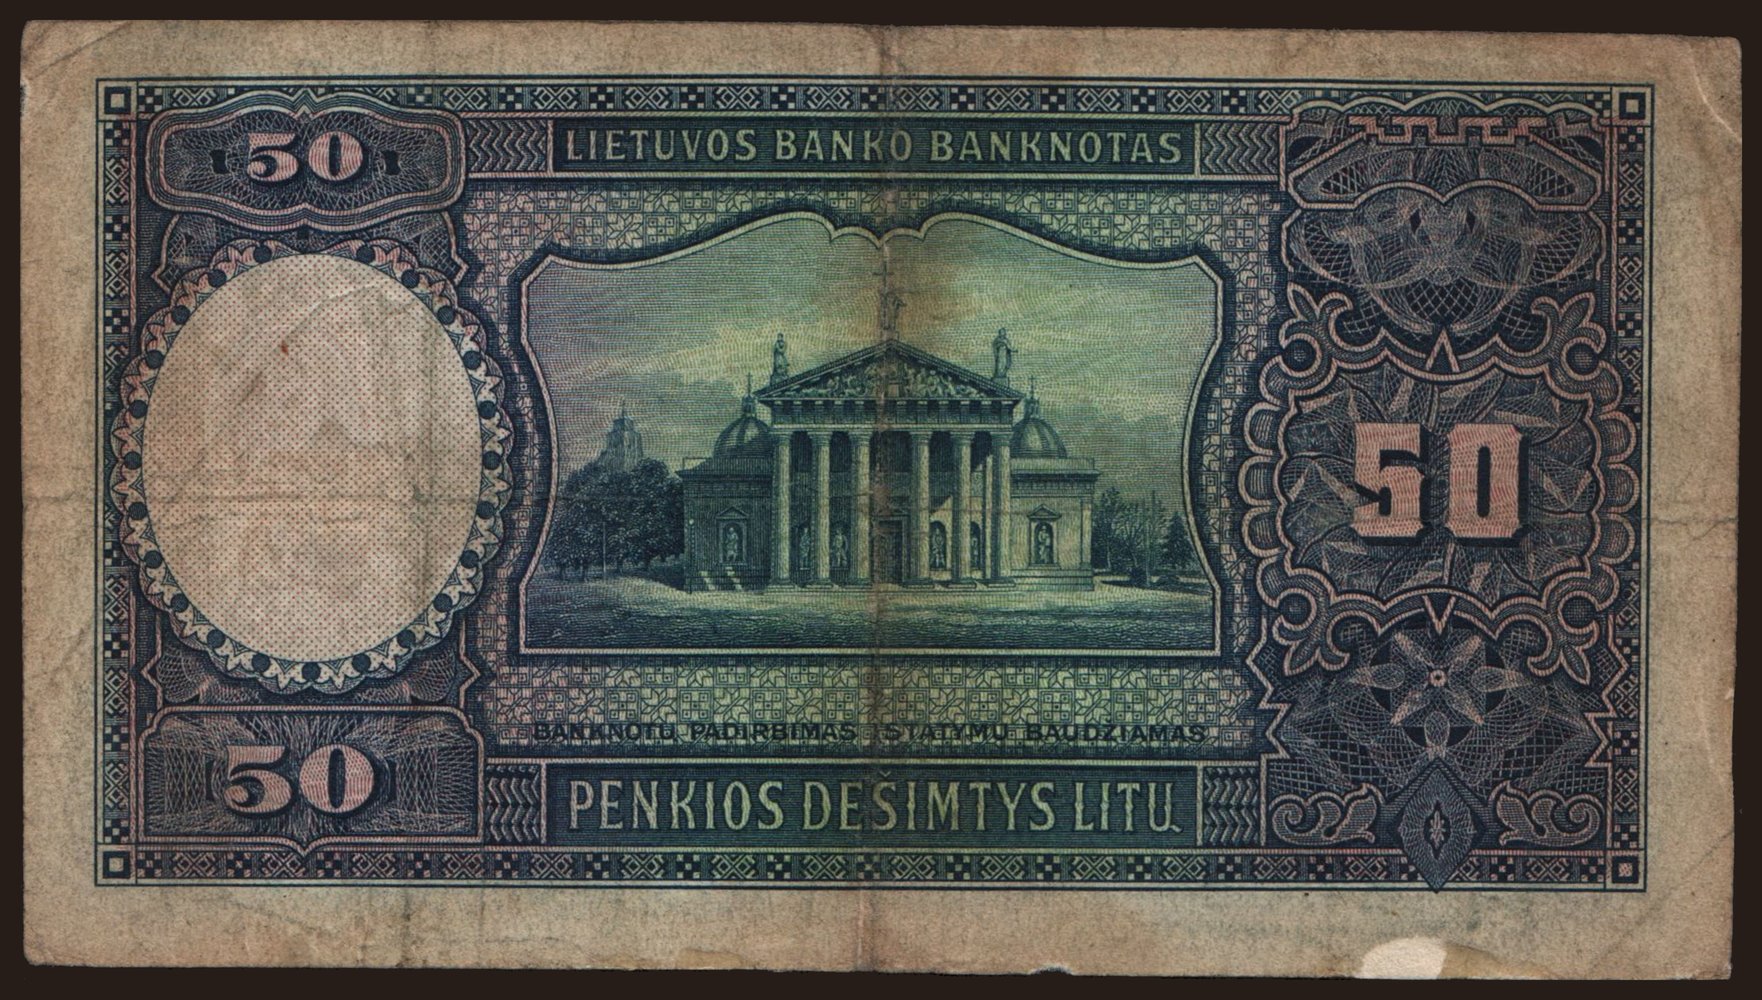 50
LIETUVOS BANKO BANKNOTAS
50
BANKNOTŲ PADIRBIMAS ĮSTATYMU BAUDŽIAMAS
50
PENKIOS DEŠIMTYS LITŲ